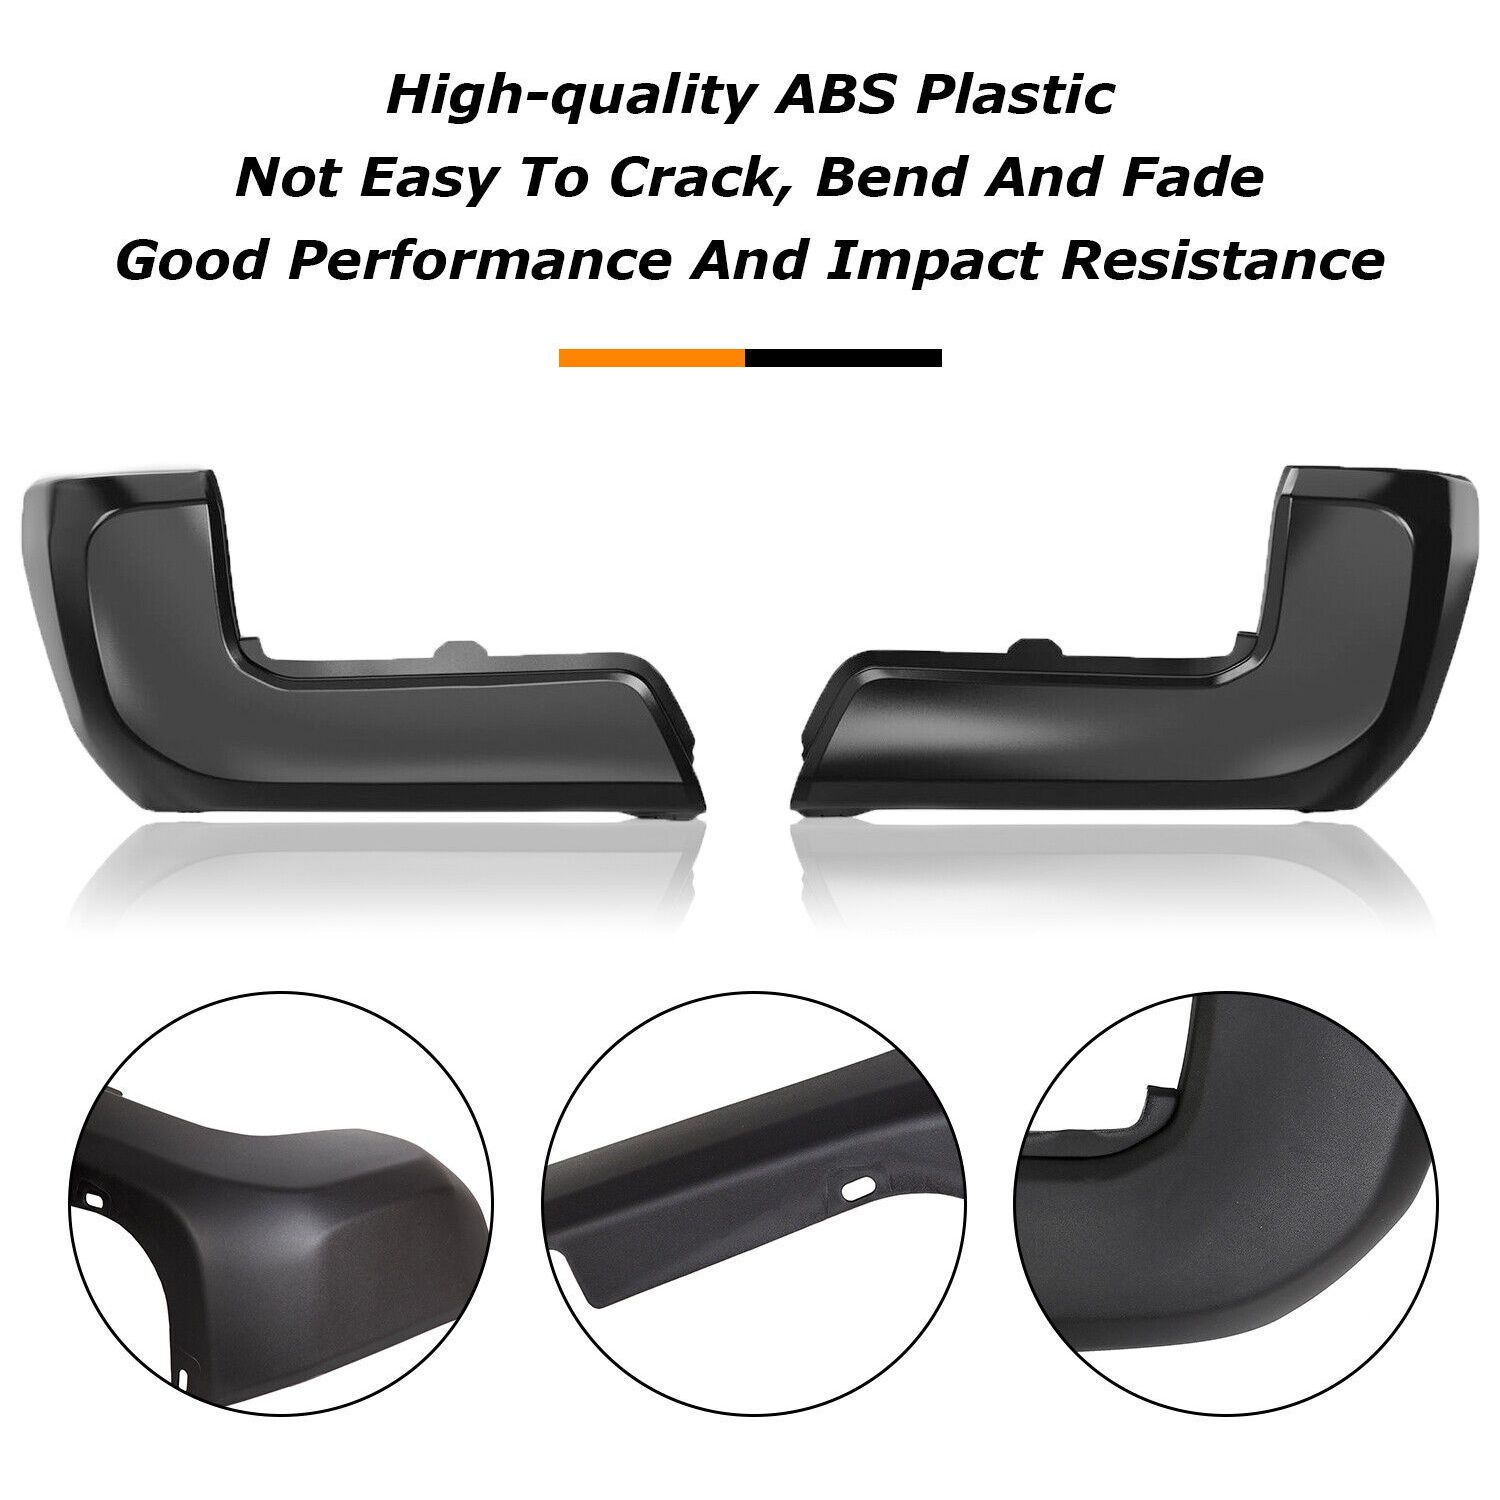 High-quality ABS Plastic
Not Easy To Crack, Bend And Fade
Good Performance And Impact Resistance